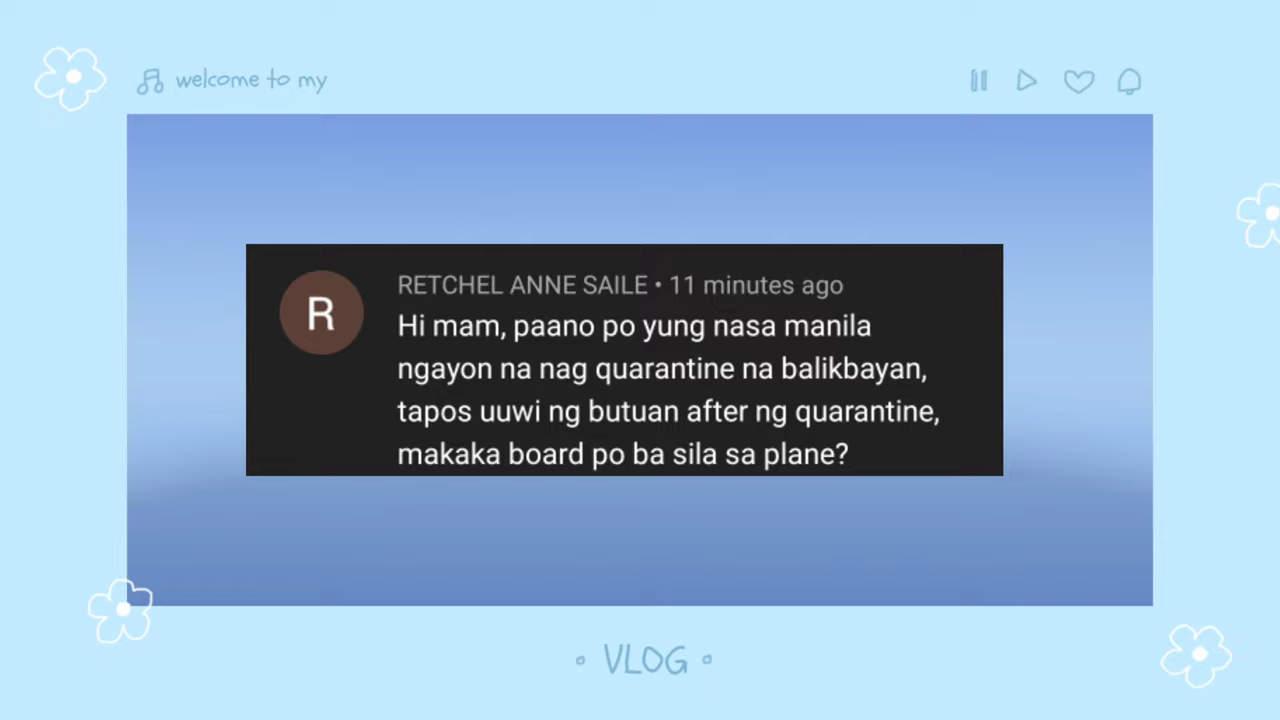 welcome to my
RETCHEL ANNE SAILE • 11 minutes ago
R
Hi mam, paano po yung nasa manila
ngayon na nag quarantine na balikbayan,
tapos uuwi ng butuan after ng quarantine,
makaka board po ba sila sa plane?
VLOG